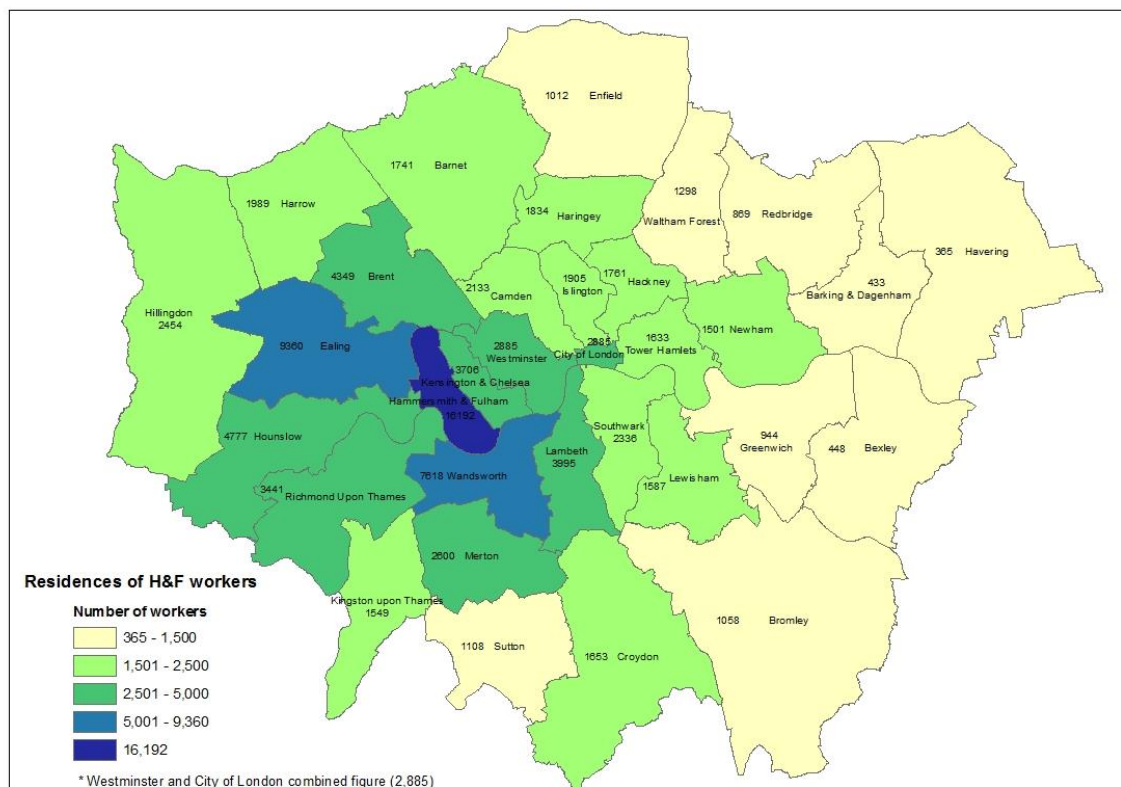 1012 Enfield
1741 Barnet
1989 Harrow
1834 Haringey
1298
Waltham Forest
869 Redbridge
365 Havering
433
Barking & Dagenham
4349 Brent
2133
Camden
1905
Islington
1761
Hackney
Hillingdon
2454
9360 Ealing
2885
Westminster
2885
City of London
1633
Tower Hamlets
1501 Newham
3706
Kensington & Chelsea
Hammersmith & Fulham
16192
4777 Hounslow
3441
Richmond Upon Thames
7618 Wandsworth
Lambeth
3995
Southwark
2336
1587 Lewisham
944
Greenwich
448 Bexley
2600 Merton
Kingston upon Thames
1549
1108 Sutton
1653 Croydon
1058 Bromley
Residences of H&F workers
Number of workers
365 - 1,500
1,501 - 2,500
2,501 - 5,000
5,001 - 9,360
16,192
* Westminster and City of London combined figure (2,885)